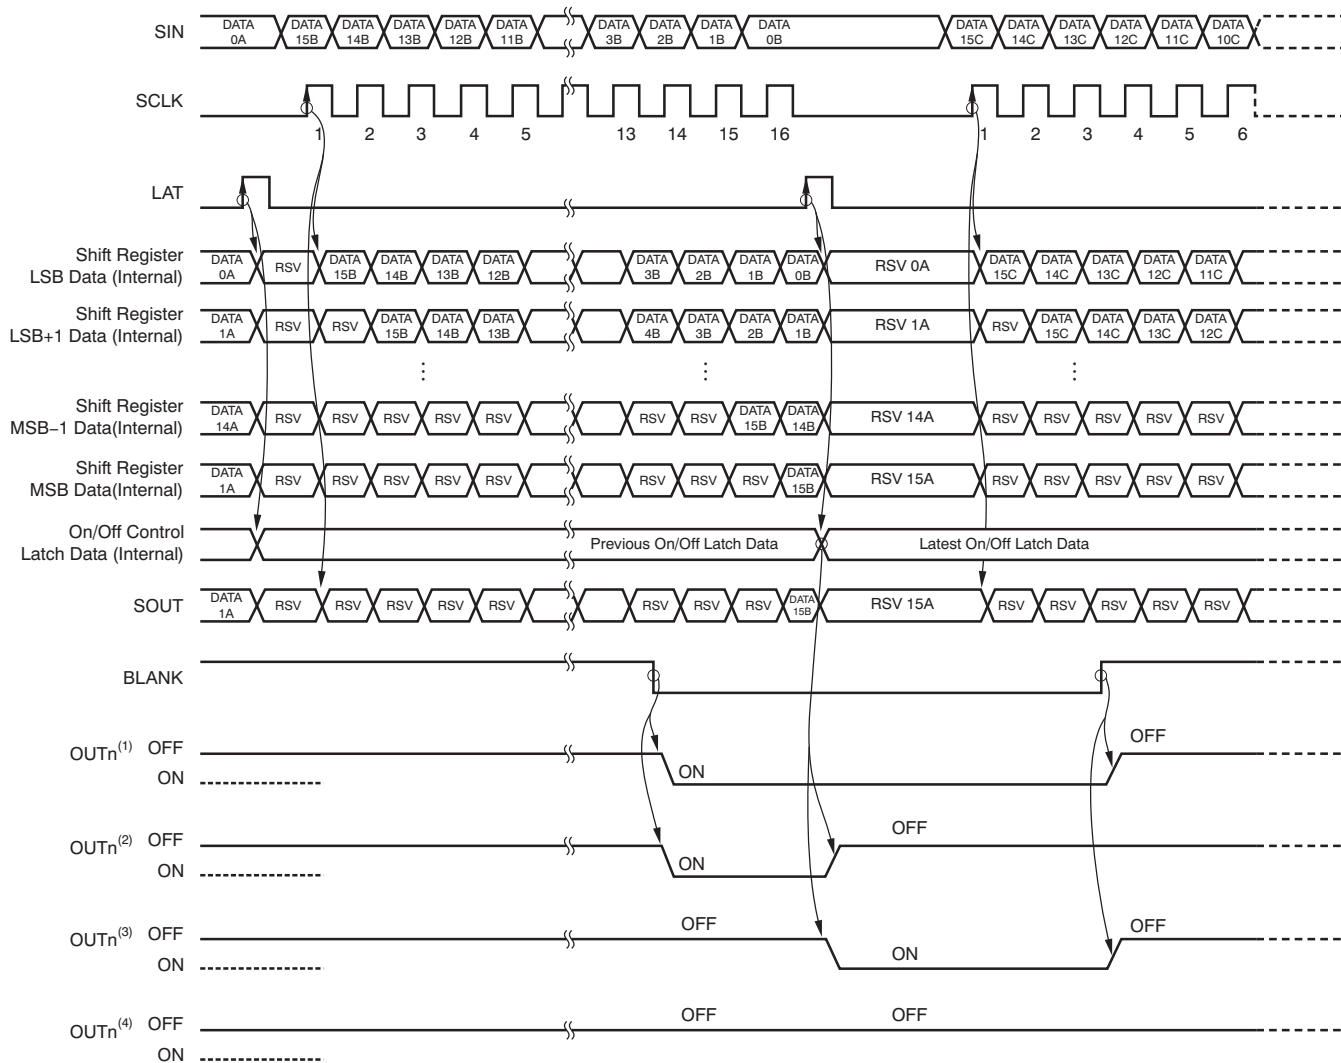 SIN DATA 0A DATA 15B DATA 14B DATA 13B DATA 12B DATA 11B DATA 3B DATA 2B DATA 1B DATA 0B DATA 15C DATA 14C DATA 13C DATA 12C DATA 11C DATA 10C
SCLK
1 2 3 4 5 13 14 15 16 1 2 3 4 5 6
LAT
Shift Register
LSB Data (Internal)
DATA 0A RSV DATA 15B DATA 14B DATA 13B DATA 12B DATA 3B DATA 2B DATA 1B DATA 0B RSV 0A DATA 15C DATA 14C DATA 13C DATA 12C DATA 11C
Shift Register
LSB+1 Data (Internal)
DATA 1A RSV RSV DATA 15B DATA 14B DATA 13B DATA 4B DATA 3B DATA 2B DATA 1B RSV 1A RSV DATA 15C DATA 14C DATA 13C DATA 12C
Shift Register
MSB−1 Data(Internal)
DATA 14A RSV RSV RSV RSV RSV RSV RSV DATA 15B DATA 14B RSV 14A RSV RSV RSV RSV RSV
Shift Register
MSB Data(Internal)
DATA 1A RSV RSV RSV RSV RSV RSV RSV RSV DATA 15B RSV 15A RSV RSV RSV RSV RSV
On/Off Control
Latch Data (Internal)
Previous On/Off Latch Data Latest On/Off Latch Data
SOUT DATA 1A RSV RSV RSV RSV RSV RSV RSV RSV DATA 15B RSV 15A RSV RSV RSV RSV RSV
BLANK
OUTn(1) OFF OFF
ON ON
OUTn(2) OFF OFF
ON ON
OUTn(3) OFF OFF OFF
ON ON
OUTn(4) OFF OFF OFF
ON